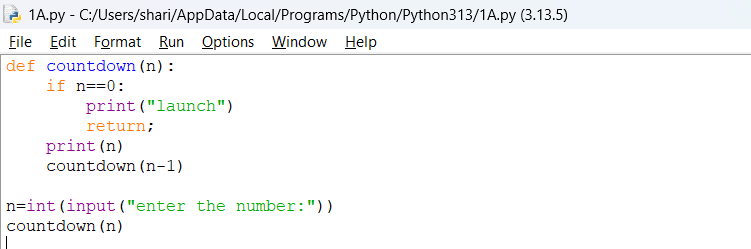 1A.py - C:/Users/shari/AppData/Local/Programs/Python/Python313/1A.py (3.13.5)
File Edit Format Run Options Window Help
def countdown(n):
    if n==0:
        print("launch")
        return;
    print(n)
    countdown(n-1)

n=int(input("enter the number:"))
countdown(n)